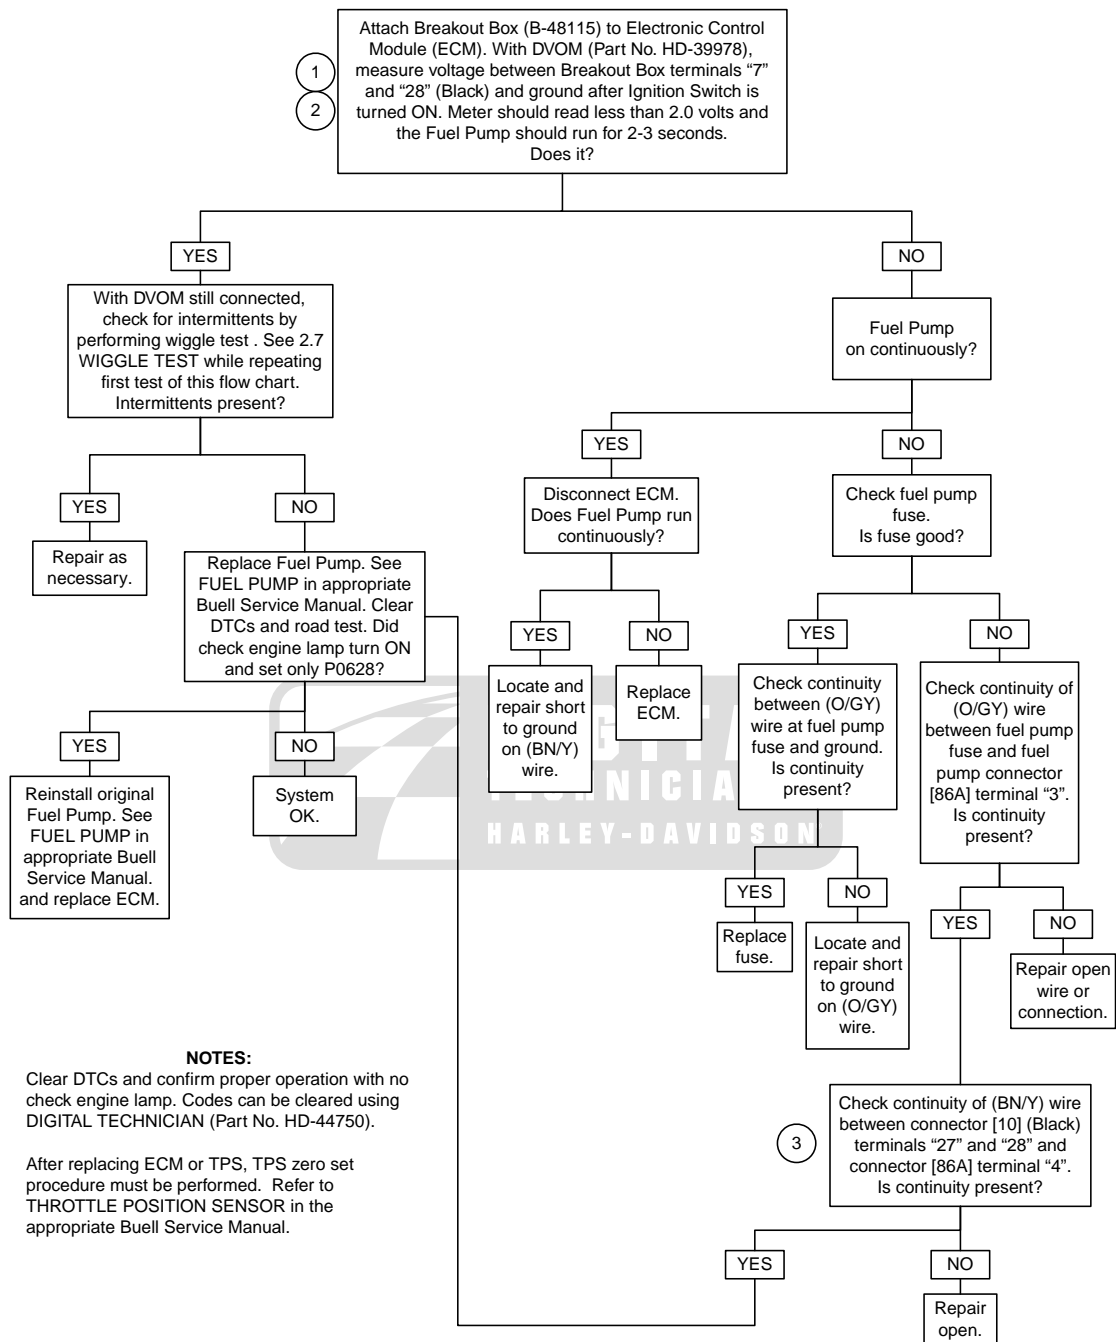 Attach Breakout Box (B-48115) to Electronic Control
Module (ECM). With DVOM (Part No. HD-39978),
measure voltage between Breakout Box terminals “7”
and “28” (Black) and ground after Ignition Switch is
turned ON. Meter should read less than 2.0 volts and
the Fuel Pump should run for 2-3 seconds.
Does it?
1
2
YES
NO
With DVOM still connected,
check for intermittents by
performing wiggle test . See 2.7
WIGGLE TEST while repeating
first test of this flow chart.
Intermittents present?
Fuel Pump
on continuously?
YES
NO
Disconnect ECM.
Does Fuel Pump run
continuously?
Check fuel pump
fuse.
Is fuse good?
YES
NO
Repair as
necessary.
Replace Fuel Pump. See
FUEL PUMP in appropriate
Buell Service Manual. Clear
DTCs and road test. Did
check engine lamp turn ON
and set only P0628?
YES
NO
Locate and
repair short
to ground
on (BN/Y)
wire.
Replace
ECM.
YES
NO
Check continuity
between (O/GY)
wire at fuel pump
fuse and ground.
Is continuity
present?
Check continuity of
(O/GY) wire
between fuel pump
fuse and fuel
pump connector
[86A] terminal “3”.
Is continuity
present?
YES
NO
Reinstall original
Fuel Pump. See
FUEL PUMP in
appropriate Buell
Service Manual.
and replace ECM.
System
OK.
HARLEY-DAVIDSON
YES
NO
Replace
fuse.
Locate and
repair short
to ground
on (O/GY)
wire.
YES
NO
Repair open
wire or
connection.
NOTES:
Clear DTCs and confirm proper operation with no
check engine lamp. Codes can be cleared using
DIGITAL TECHNICIAN (Part No. HD-44750).
After replacing ECM or TPS, TPS zero set
procedure must be performed.  Refer to
THROTTLE POSITION SENSOR in the
appropriate Buell Service Manual.
3
Check continuity of (BN/Y) wire
between connector [10] (Black)
terminals “27” and “28” and
connector [86A] terminal “4”.
Is continuity present?
YES
NO
Repair
open.